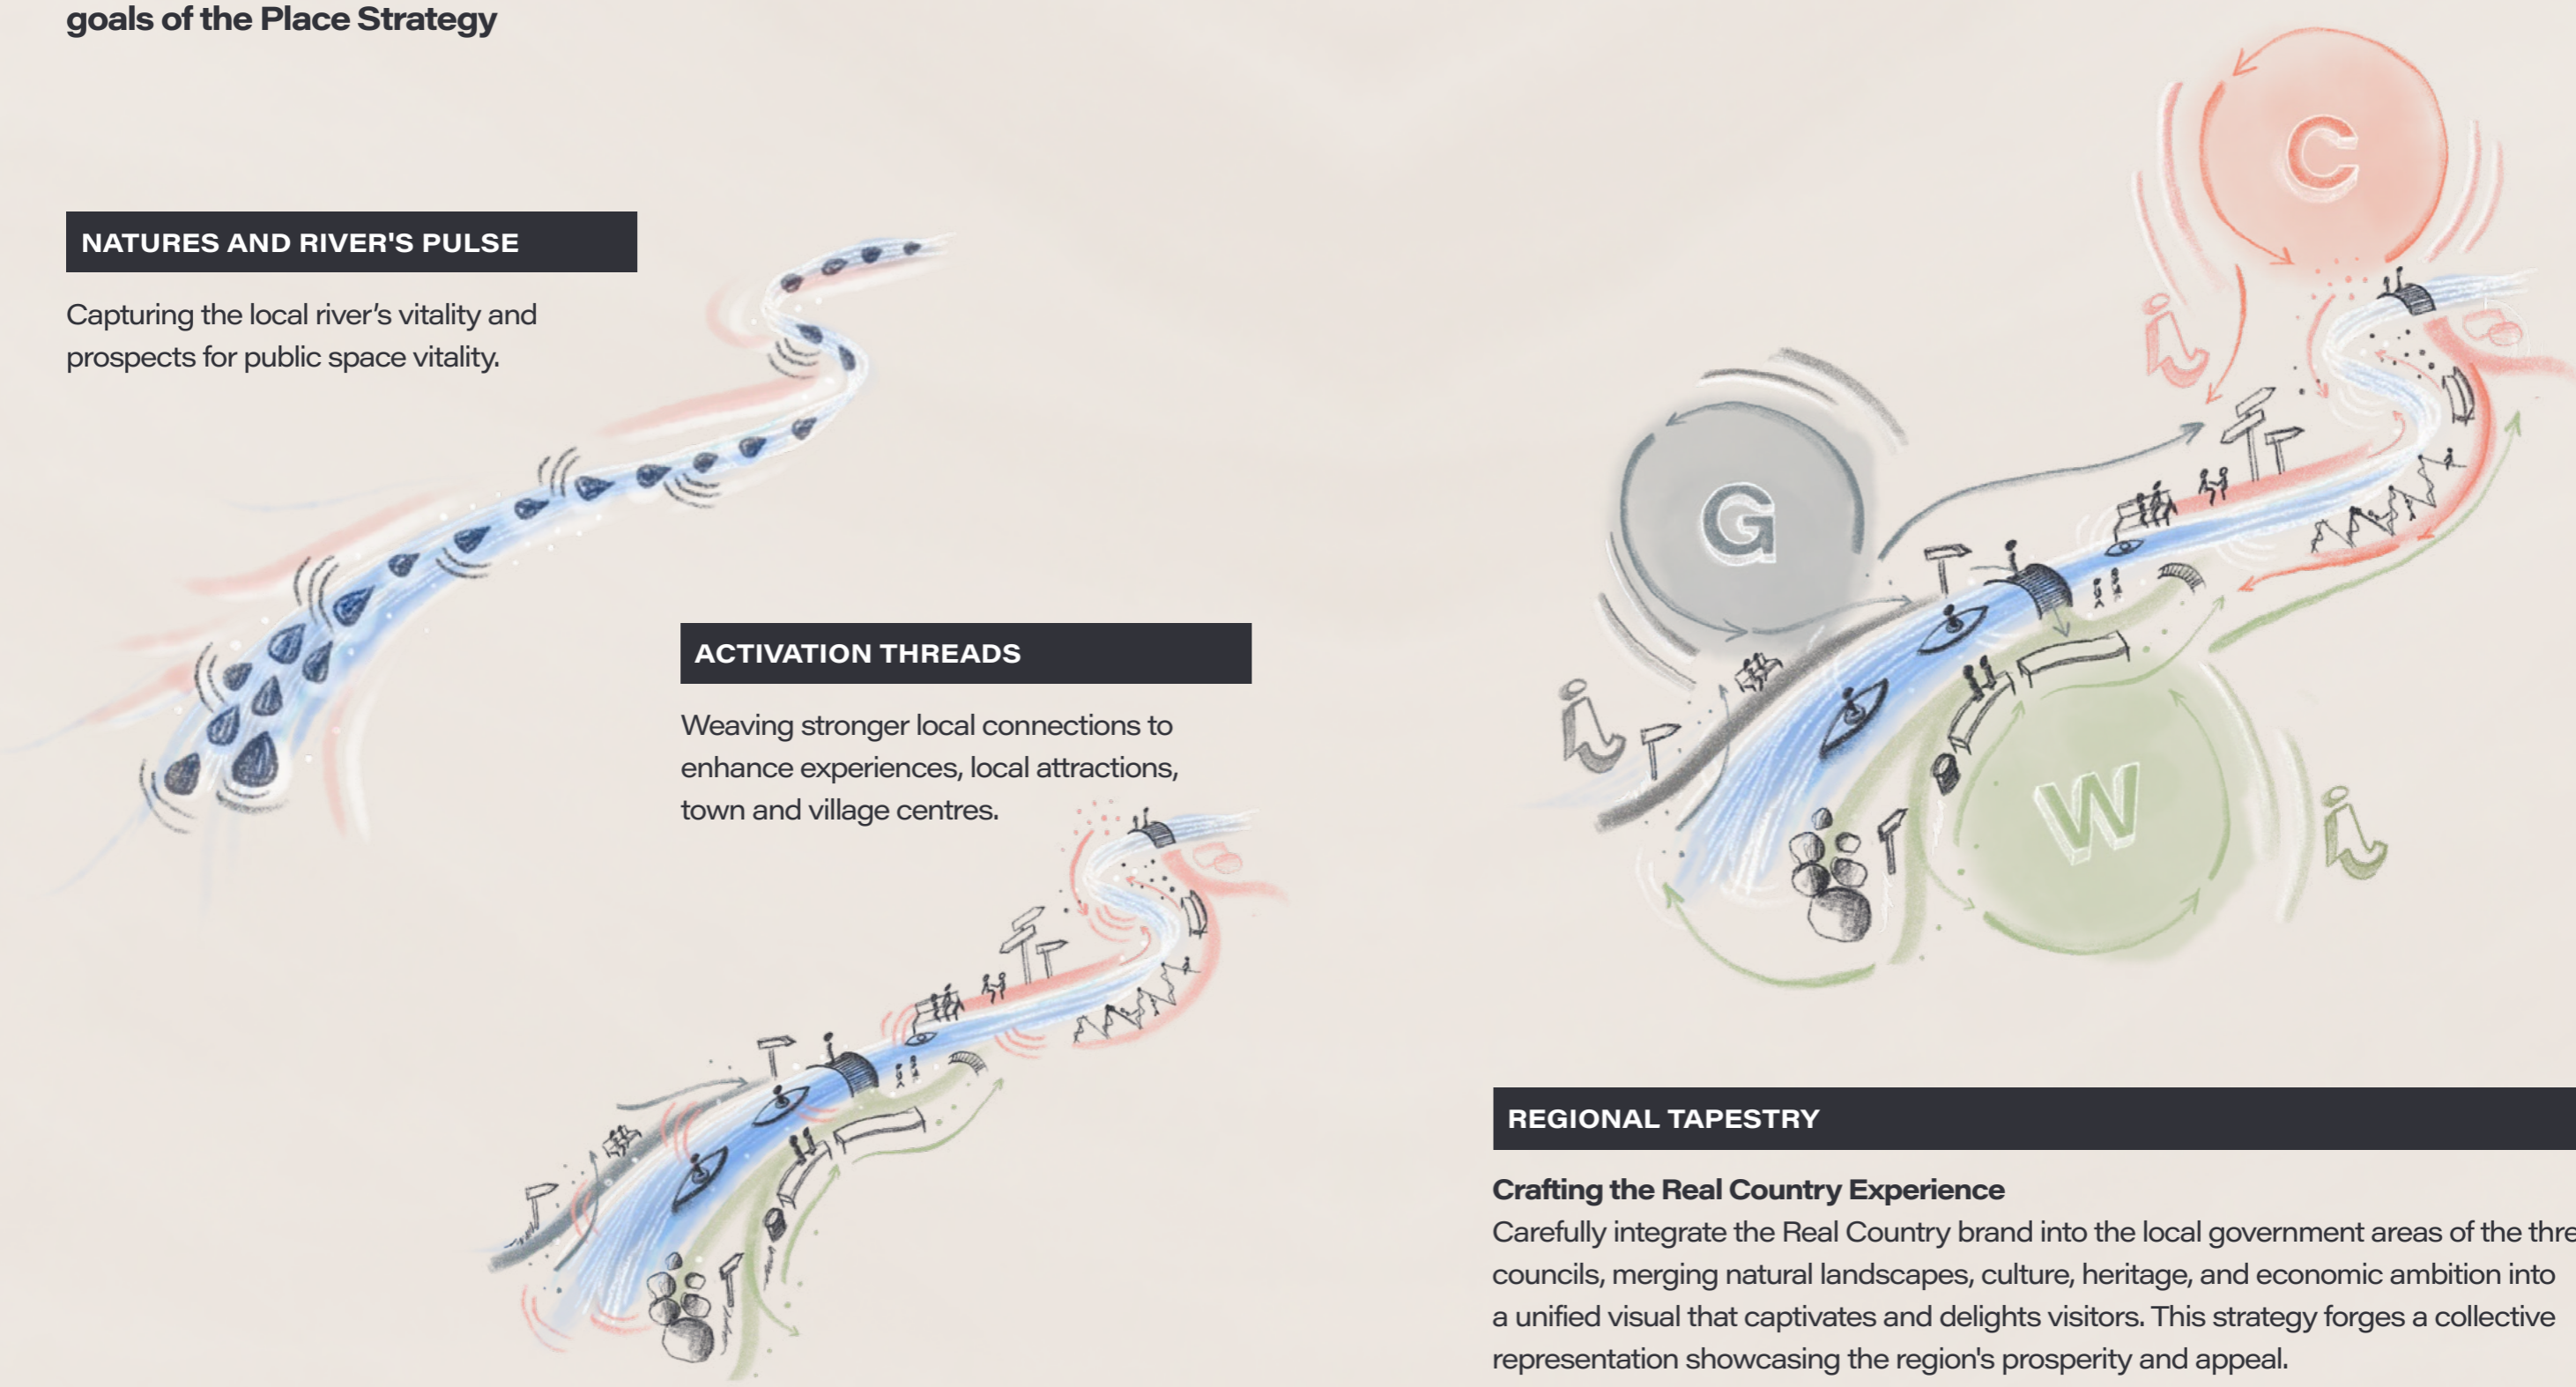 goals of the Place Strategy
NATURES AND RIVER'S PULSE
Capturing the local river’s vitality and
prospects for public space vitality.
ACTIVATION THREADS
Weaving stronger local connections to
enhance experiences, local attractions,
town and village centres.
C
G
W
i
i
i
REGIONAL TAPESTRY
Crafting the Real Country Experience
Carefully integrate the Real Country brand into the local government areas of the
councils, merging natural landscapes, culture, heritage, and economic ambition into
a unified visual that captivates and delights visitors. This strategy forges a collective
representation showcasing the region's prosperity and appeal.